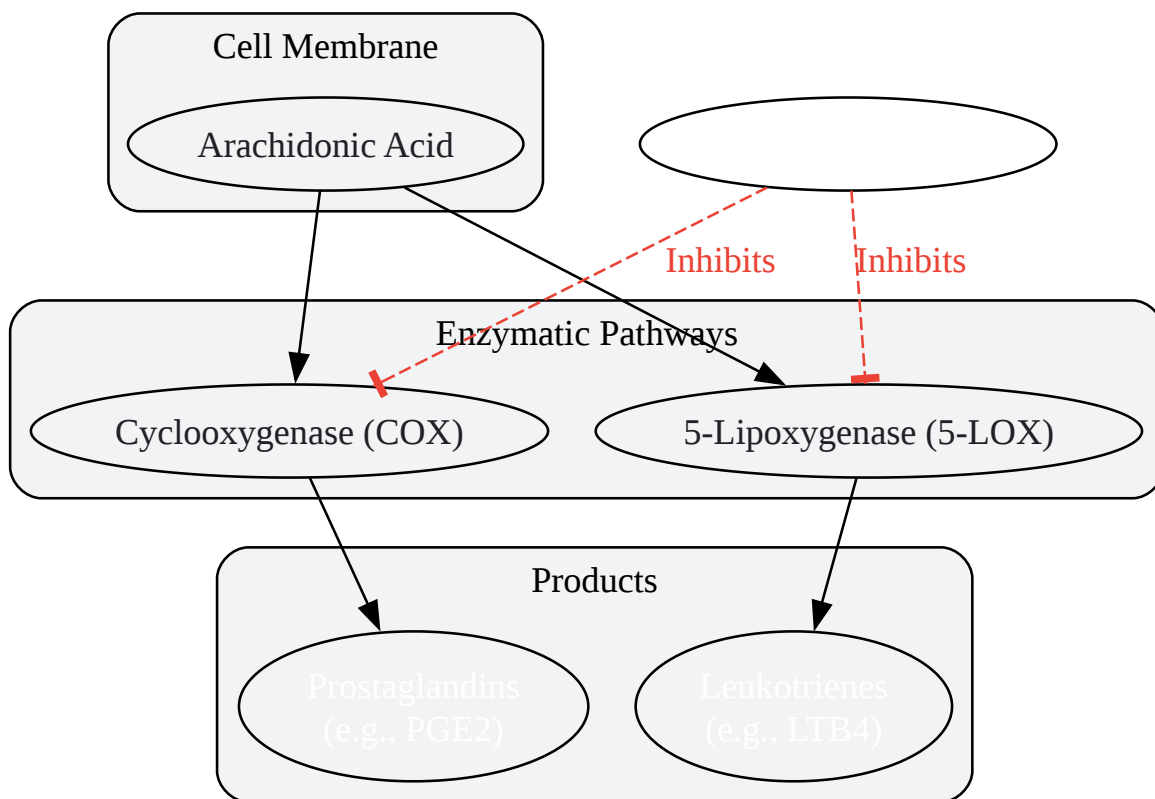 Cell Membrane
Arachidonic Acid
Inhibits
Inhibits
Enzymatic Pathways
Cyclooxygenase (COX)
5-Lipoxygenase (5-LOX)
Products
Prostaglandins
(e.g., PGE2)
Leukotrienes
(e.g., LTB4)